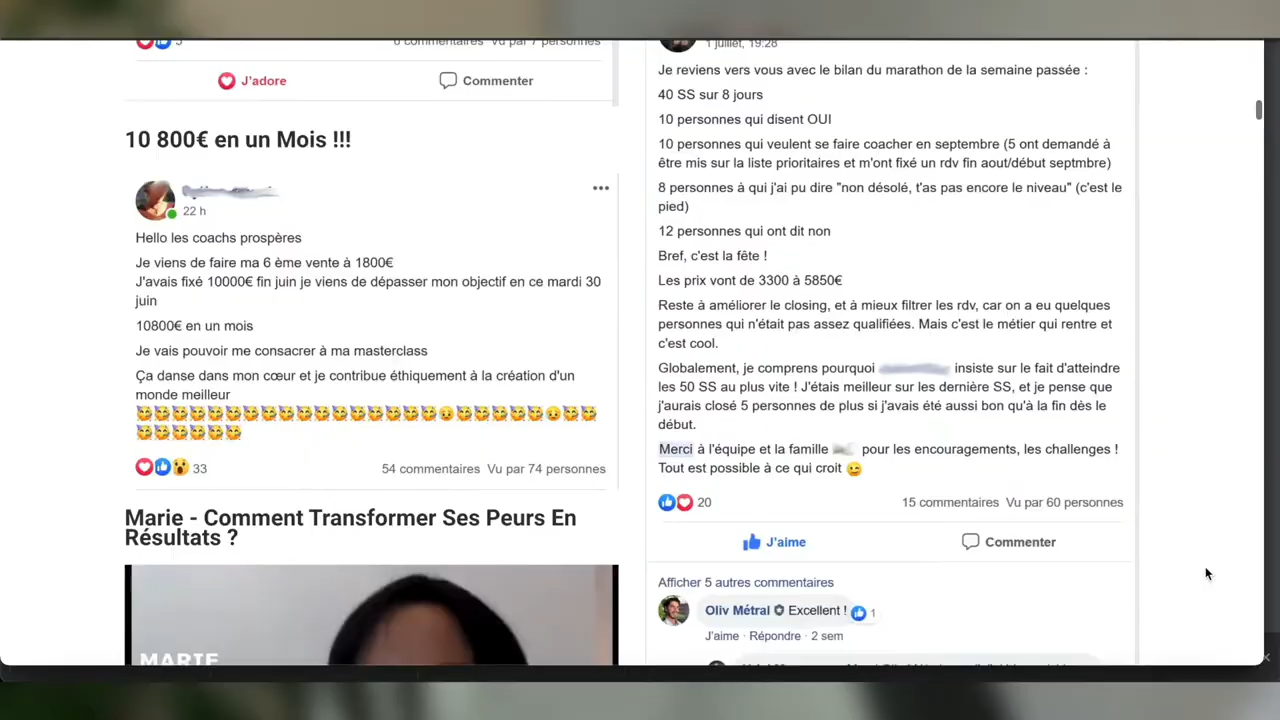 5
0 commentaires Vu par 7 personnes
J'adore
Commenter
10 800€ en un Mois !!!
22 h
Hello les coachs prospères
Je viens de faire ma 6 ème vente à 1800€
J'avais fixé 10000€ fin juin je viens de dépasser mon objectif en ce mardi 30
juin
10800€ en un mois
Je vais pouvoir me consacrer à ma masterclass
Ça danse dans mon cœur et je contribue éthiquement à la création d'un
monde meilleur
🥳🥳🥳🥳🥳🥳🥳🥳🥳🥳🥳🥳🥳🥳🥳🥳🥳😥🥳🥳🥳🥳🥳😥🥳🥳
🥳🥳🥳🥳🥳🥳
33
54 commentaires Vu par 74 personnes
Marie - Comment Transformer Ses Peurs En
Résultats ?
MARIE
1 juillet, 19:28
Je reviens vers vous avec le bilan du marathon de la semaine passée :
40 SS sur 8 jours
10 personnes qui disent OUI
10 personnes qui veulent se faire coacher en septembre (5 ont demandé à
être mis sur la liste prioritaires et m'ont fixé un rdv fin aout/début septmbre)
8 personnes à qui j'ai pu dire "non désolé, t'as pas encore le niveau" (c'est le
pied)
12 personnes qui ont dit non
Bref, c'est la fête !
Les prix vont de 3300 à 5850€
Reste à améliorer le closing, et à mieux filtrer les rdv, car on a eu quelques
personnes qui n'était pas assez qualifiées. Mais c'est le métier qui rentre et
c'est cool.
Globalement, je comprens pourquoi insiste sur le fait d'atteindre
les 50 SS au plus vite ! J'étais meilleur sur les dernière SS, et je pense que
j'aurais closé 5 personnes de plus si j'avais été aussi bon qu'à la fin dès le
début.
Merci à l'équipe et la famille pour les encouragements, les challenges !
Tout est possible à ce qui croit 😉
20
15 commentaires Vu par 60 personnes
J'aime
Commenter
Afficher 5 autres commentaires
Oliv Métral Excellent ! 1
J'aime · Répondre · 2 sem